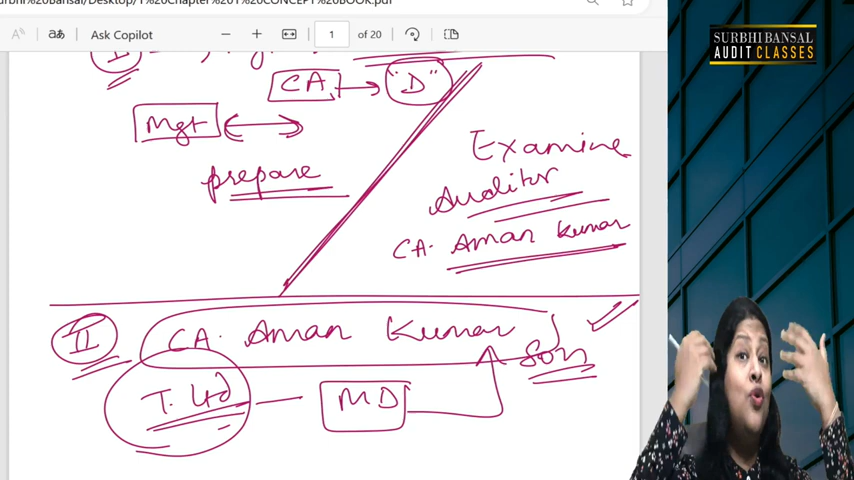 urbhi%20Bansal/Desktop/1%20Chapter%201%20CONCEPT%20BOOK.pdf
Ask Copilot
1 of 20
SURBHI BANSAL
AUDIT CLASSES
I
CA "D"
Mgt
prepare
Examine
Auditor
CA. Aman Kumar
II CA. Aman Kumar
Son
T. Ltd MD